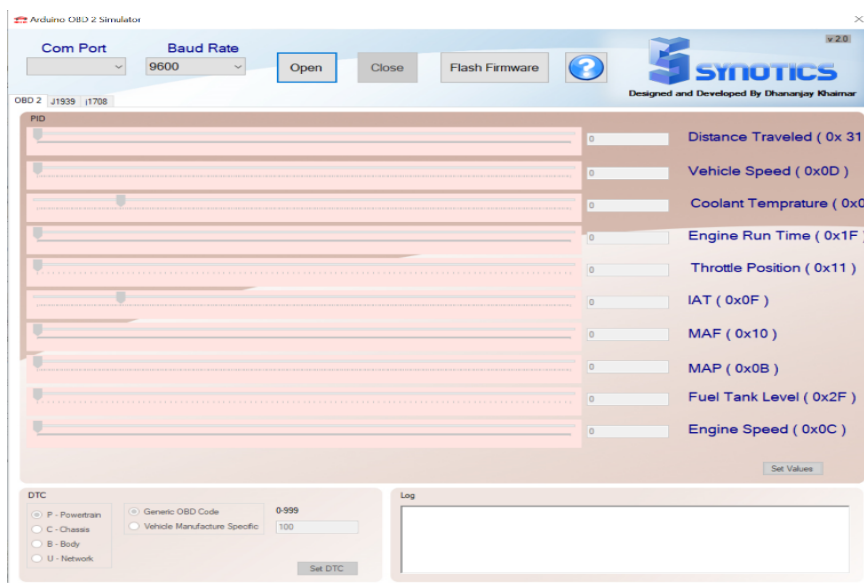 Arduino OBD 2 Simulator
Com Port Baud Rate
9600 Open Close Flash Firmware ? v 2.0
SYNOTICS
Designed and Developed By Dhananjay Khairnar
OBD 2 J1939 j1708
PID
0 Distance Traveled ( 0x 31
0 Vehicle Speed ( 0x0D )
0 Coolant Temprature ( 0x0
0 Engine Run Time ( 0x1F )
0 Throttle Position ( 0x11 )
0 IAT ( 0x0F )
0 MAF ( 0x10 )
0 MAP ( 0x0B )
0 Fuel Tank Level ( 0x2F )
0 Engine Speed ( 0x0C )
Set Values
DTC
P - Powertrain
C - Chassis
B - Body
U - Network
Generic OBD Code 0-999
Vehicle Manufacture Specific 100
Set DTC
Log